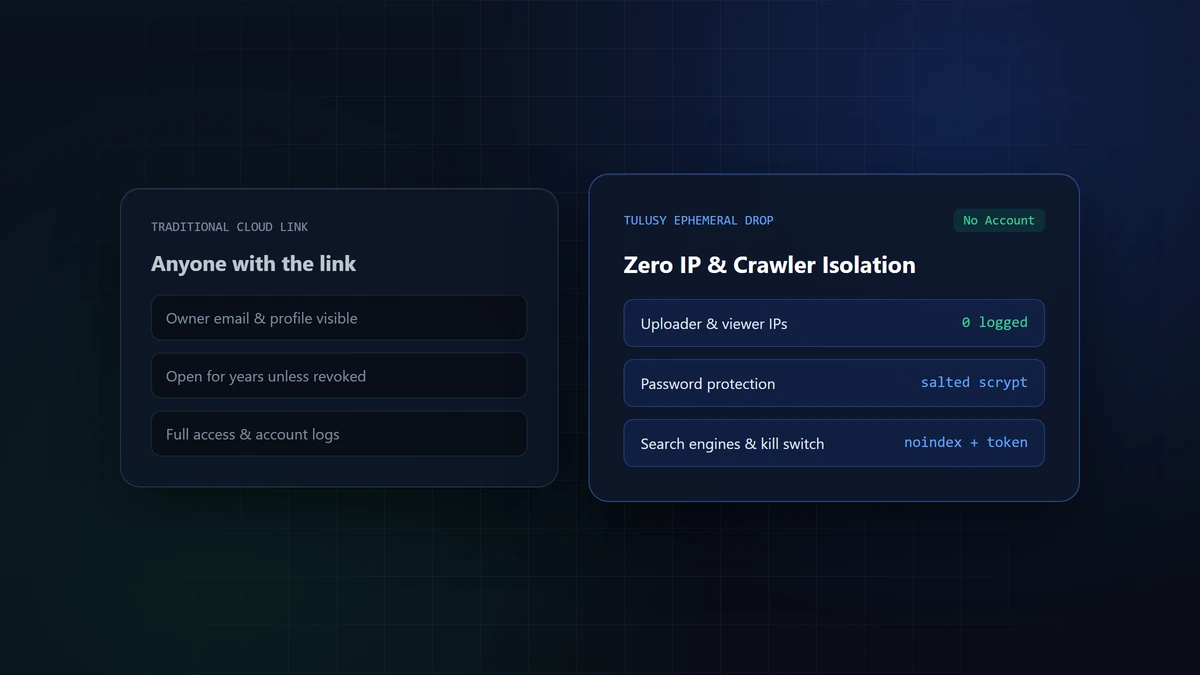 TRADITIONAL CLOUD LINK
Anyone with the link
Owner email & profile visible
Open for years unless revoked
Full access & account logs
TULUSY EPHEMERAL DROP
No Account
Zero IP & Crawler Isolation
Uploader & viewer IPs
0 logged
Password protection
salted scrypt
Search engines & kill switch
noindex + token